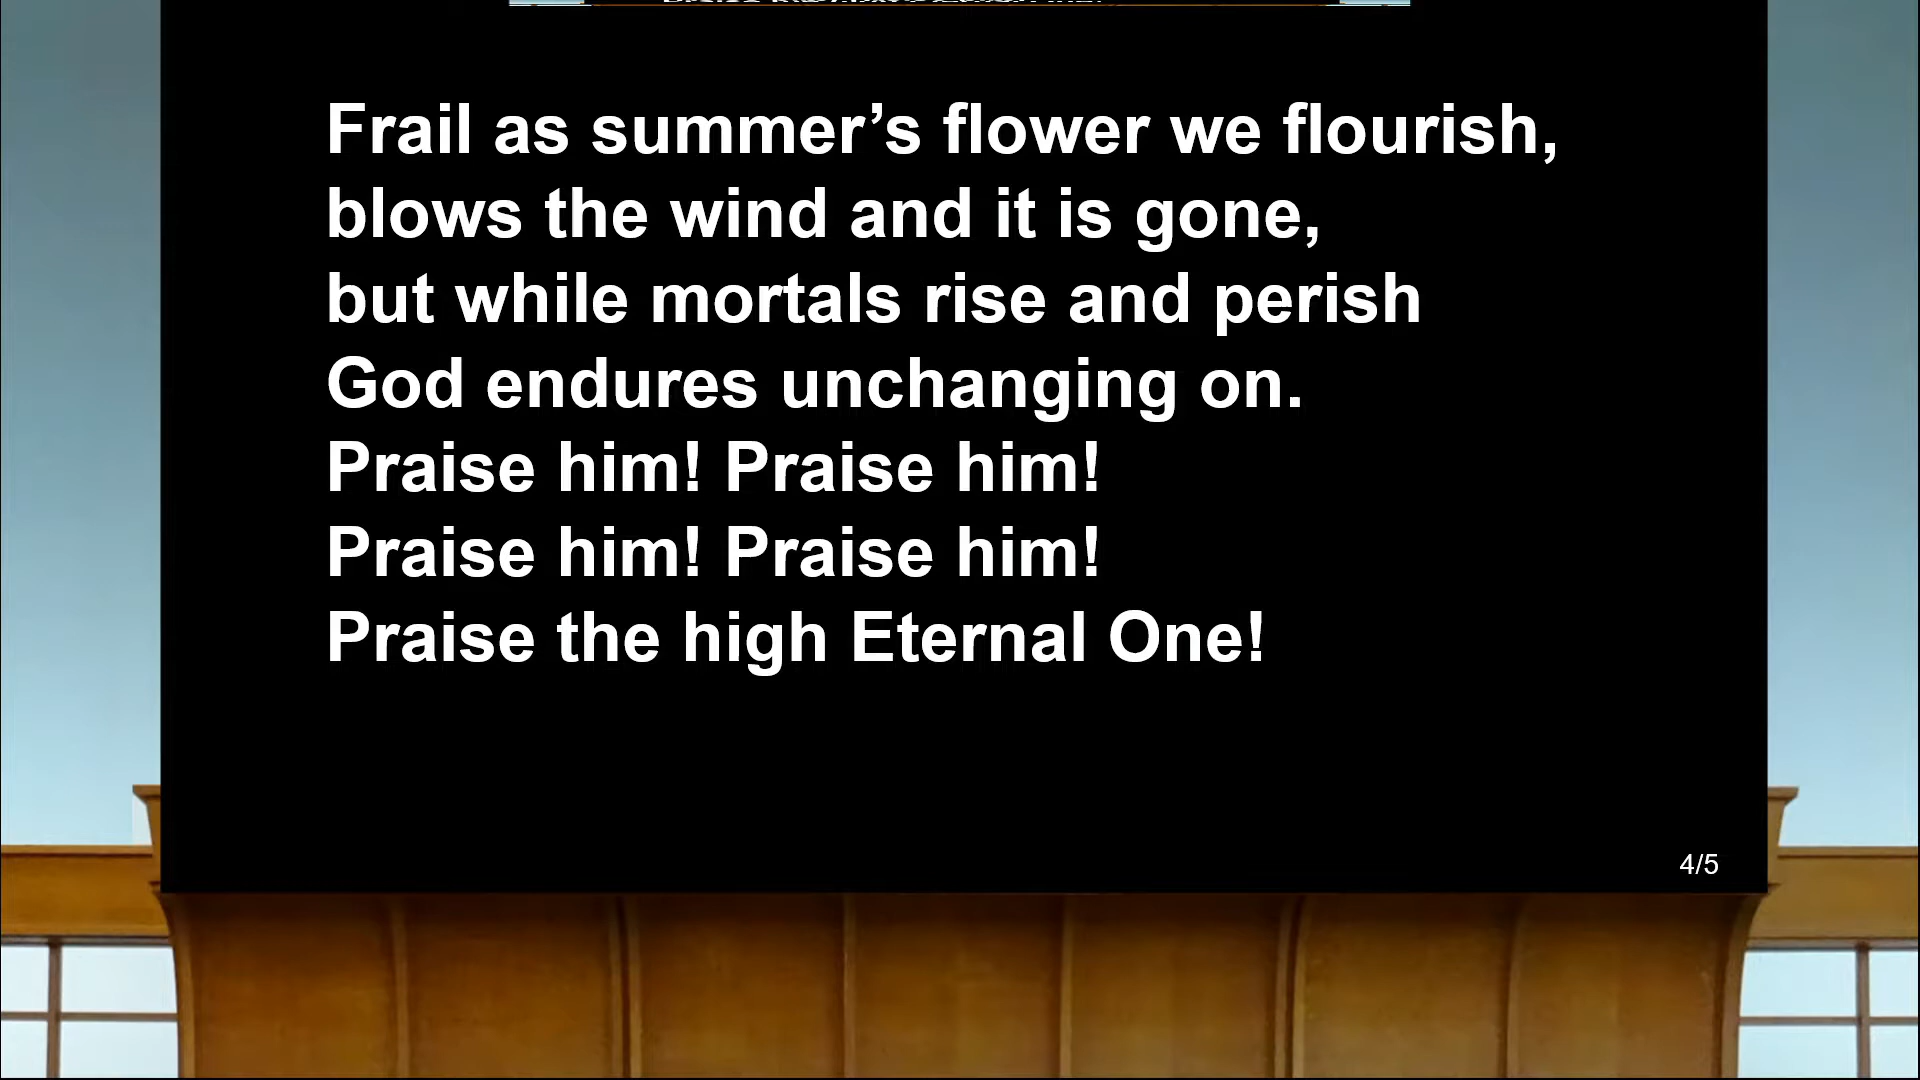 Frail as summer’s flower we flourish,
blows the wind and it is gone,
but while mortals rise and perish
God endures unchanging on.
Praise him! Praise him!
Praise him! Praise him!
Praise the high Eternal One!
4/5